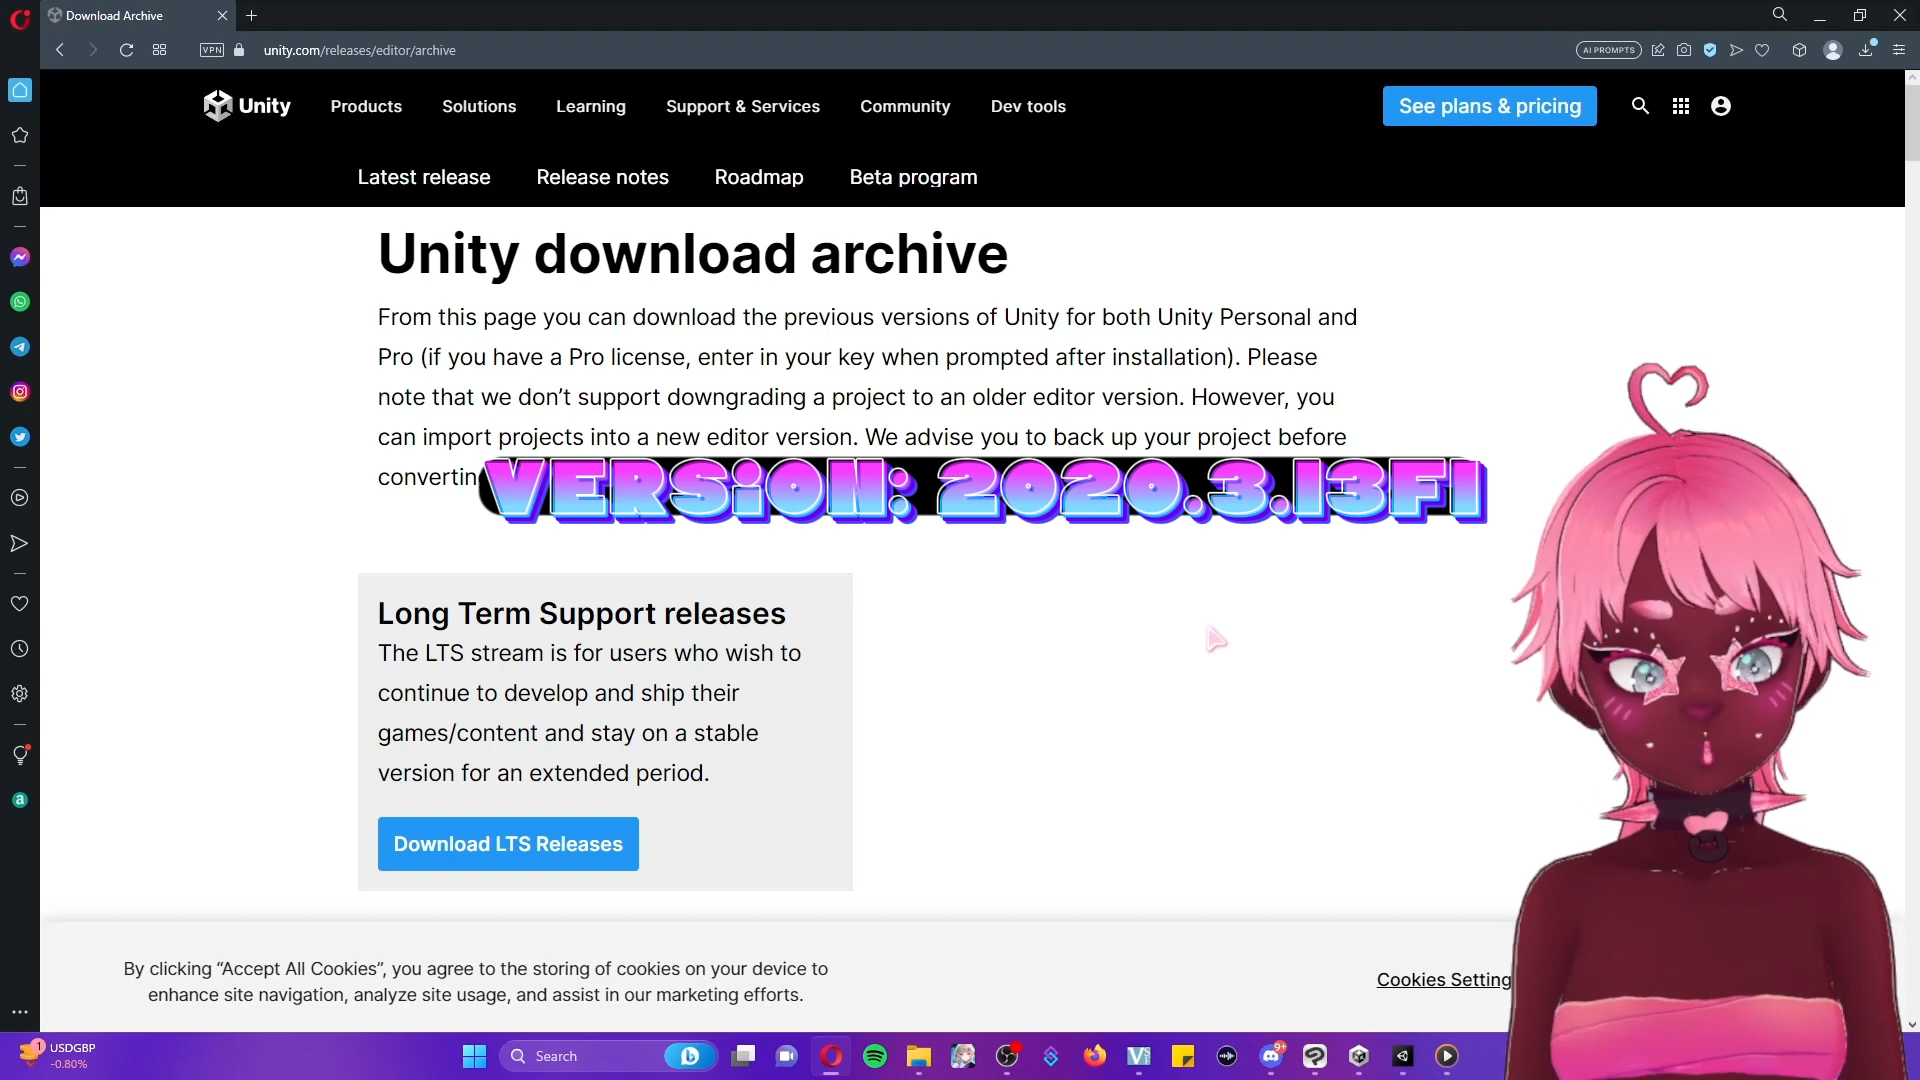 Download Archive
VPN
unity.com/releases/editor/archive
AI PROMPTS
Unity
Products
Solutions
Learning
Support & Services
Community
Dev tools
See plans & pricing
Latest release
Release notes
Roadmap
Beta program
Unity download archive
From this page you can download the previous versions of Unity for both Unity Personal and
Pro (if you have a Pro license, enter in your key when prompted after installation). Please
note that we don’t support downgrading a project to an older editor version. However, you
can import projects into a new editor version. We advise you to back up your project before
convertin
VERSION: 2020.3.13F1
Long Term Support releases
The LTS stream is for users who wish to
continue to develop and ship their
games/content and stay on a stable
version for an extended period.
Download LTS Releases
By clicking “Accept All Cookies”, you agree to the storing of cookies on your device to
enhance site navigation, analyze site usage, and assist in our marketing efforts.
Cookies Setting
1
USDGBP
-0.80%
Search
9+